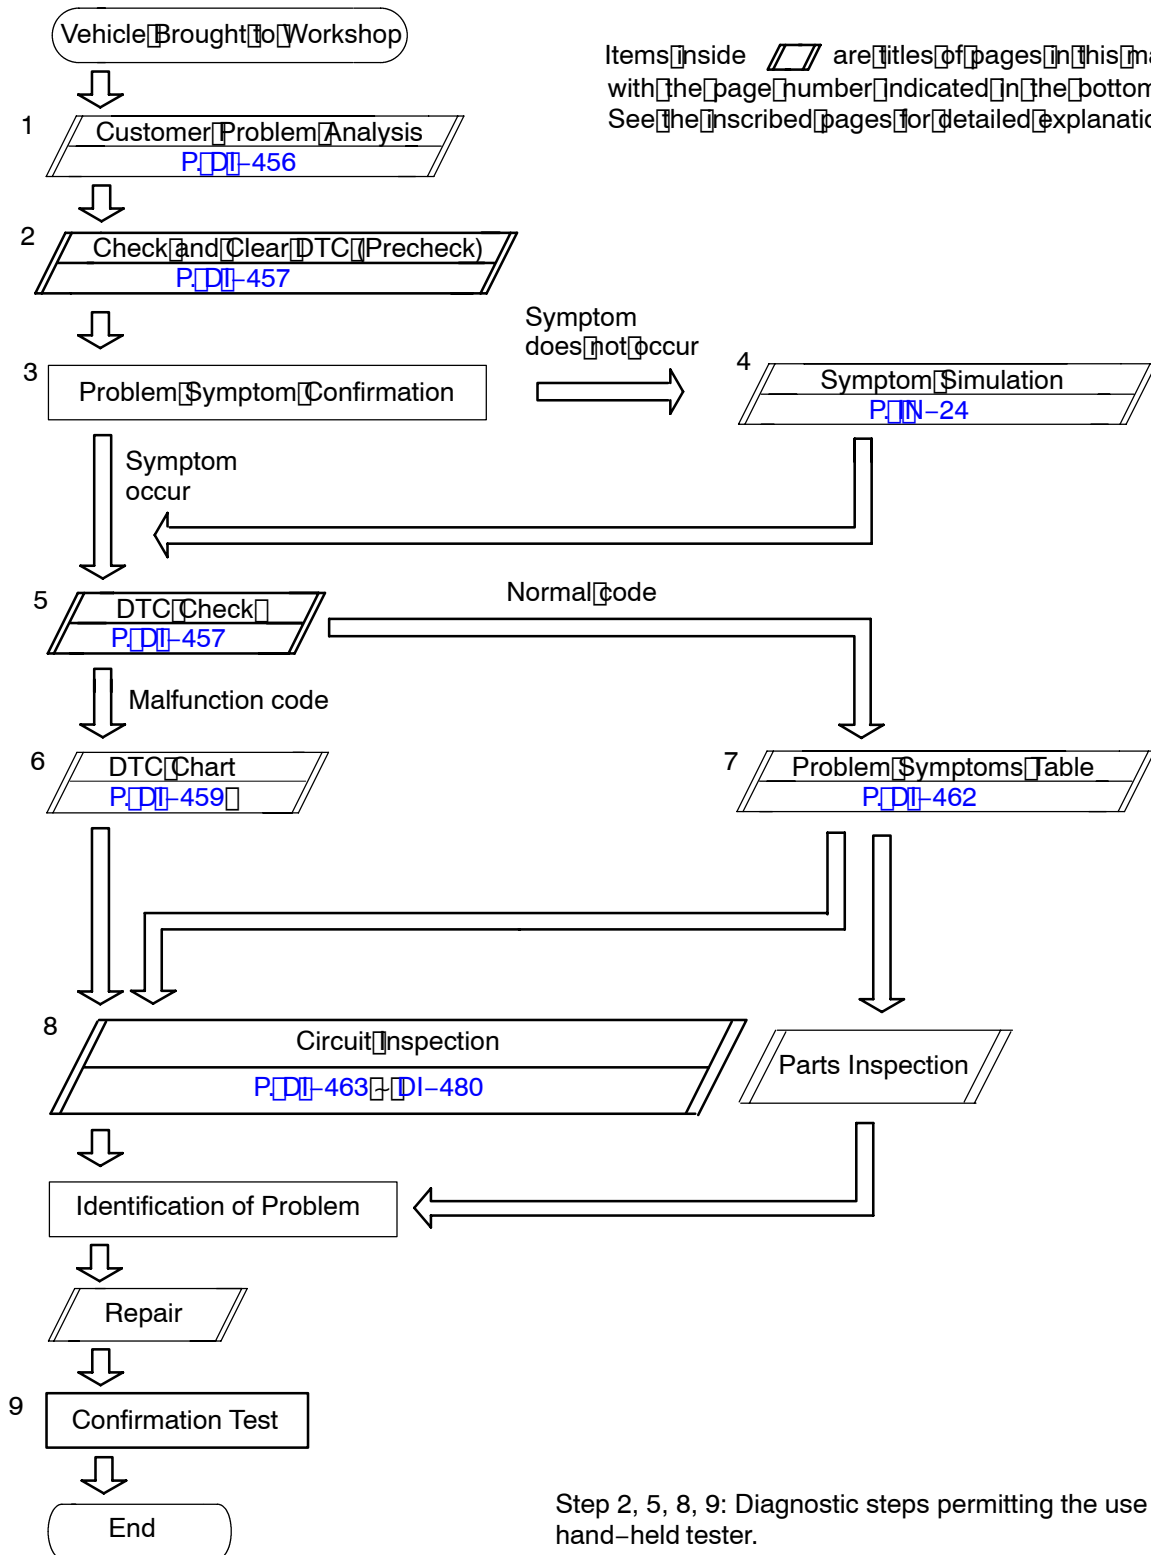 Vehicle Brought to Workshop
Items inside are titles of pages in this
with the page number indicated in the bottom
See the inscribed pages for detailed
1
Customer Problem Analysis
P. DI–456
2
Check and Clear DTC (Precheck)
P. DI–457
3
Problem Symptom Confirmation
Symptom
does not occur
4
Symptom Simulation
P. IN–24
Symptom
occur
5
DTC Check
P. DI–457
Normal code
Malfunction code
6
DTC Chart
P. DI–459
7
Problem Symptoms Table
P. DI–462
8
Circuit Inspection
P. DI–463 ~ DI–480
Parts Inspection
Identification of Problem
Repair
9
Confirmation Test
End
Step 2, 5, 8, 9: Diagnostic steps permitting the use
hand–held tester.